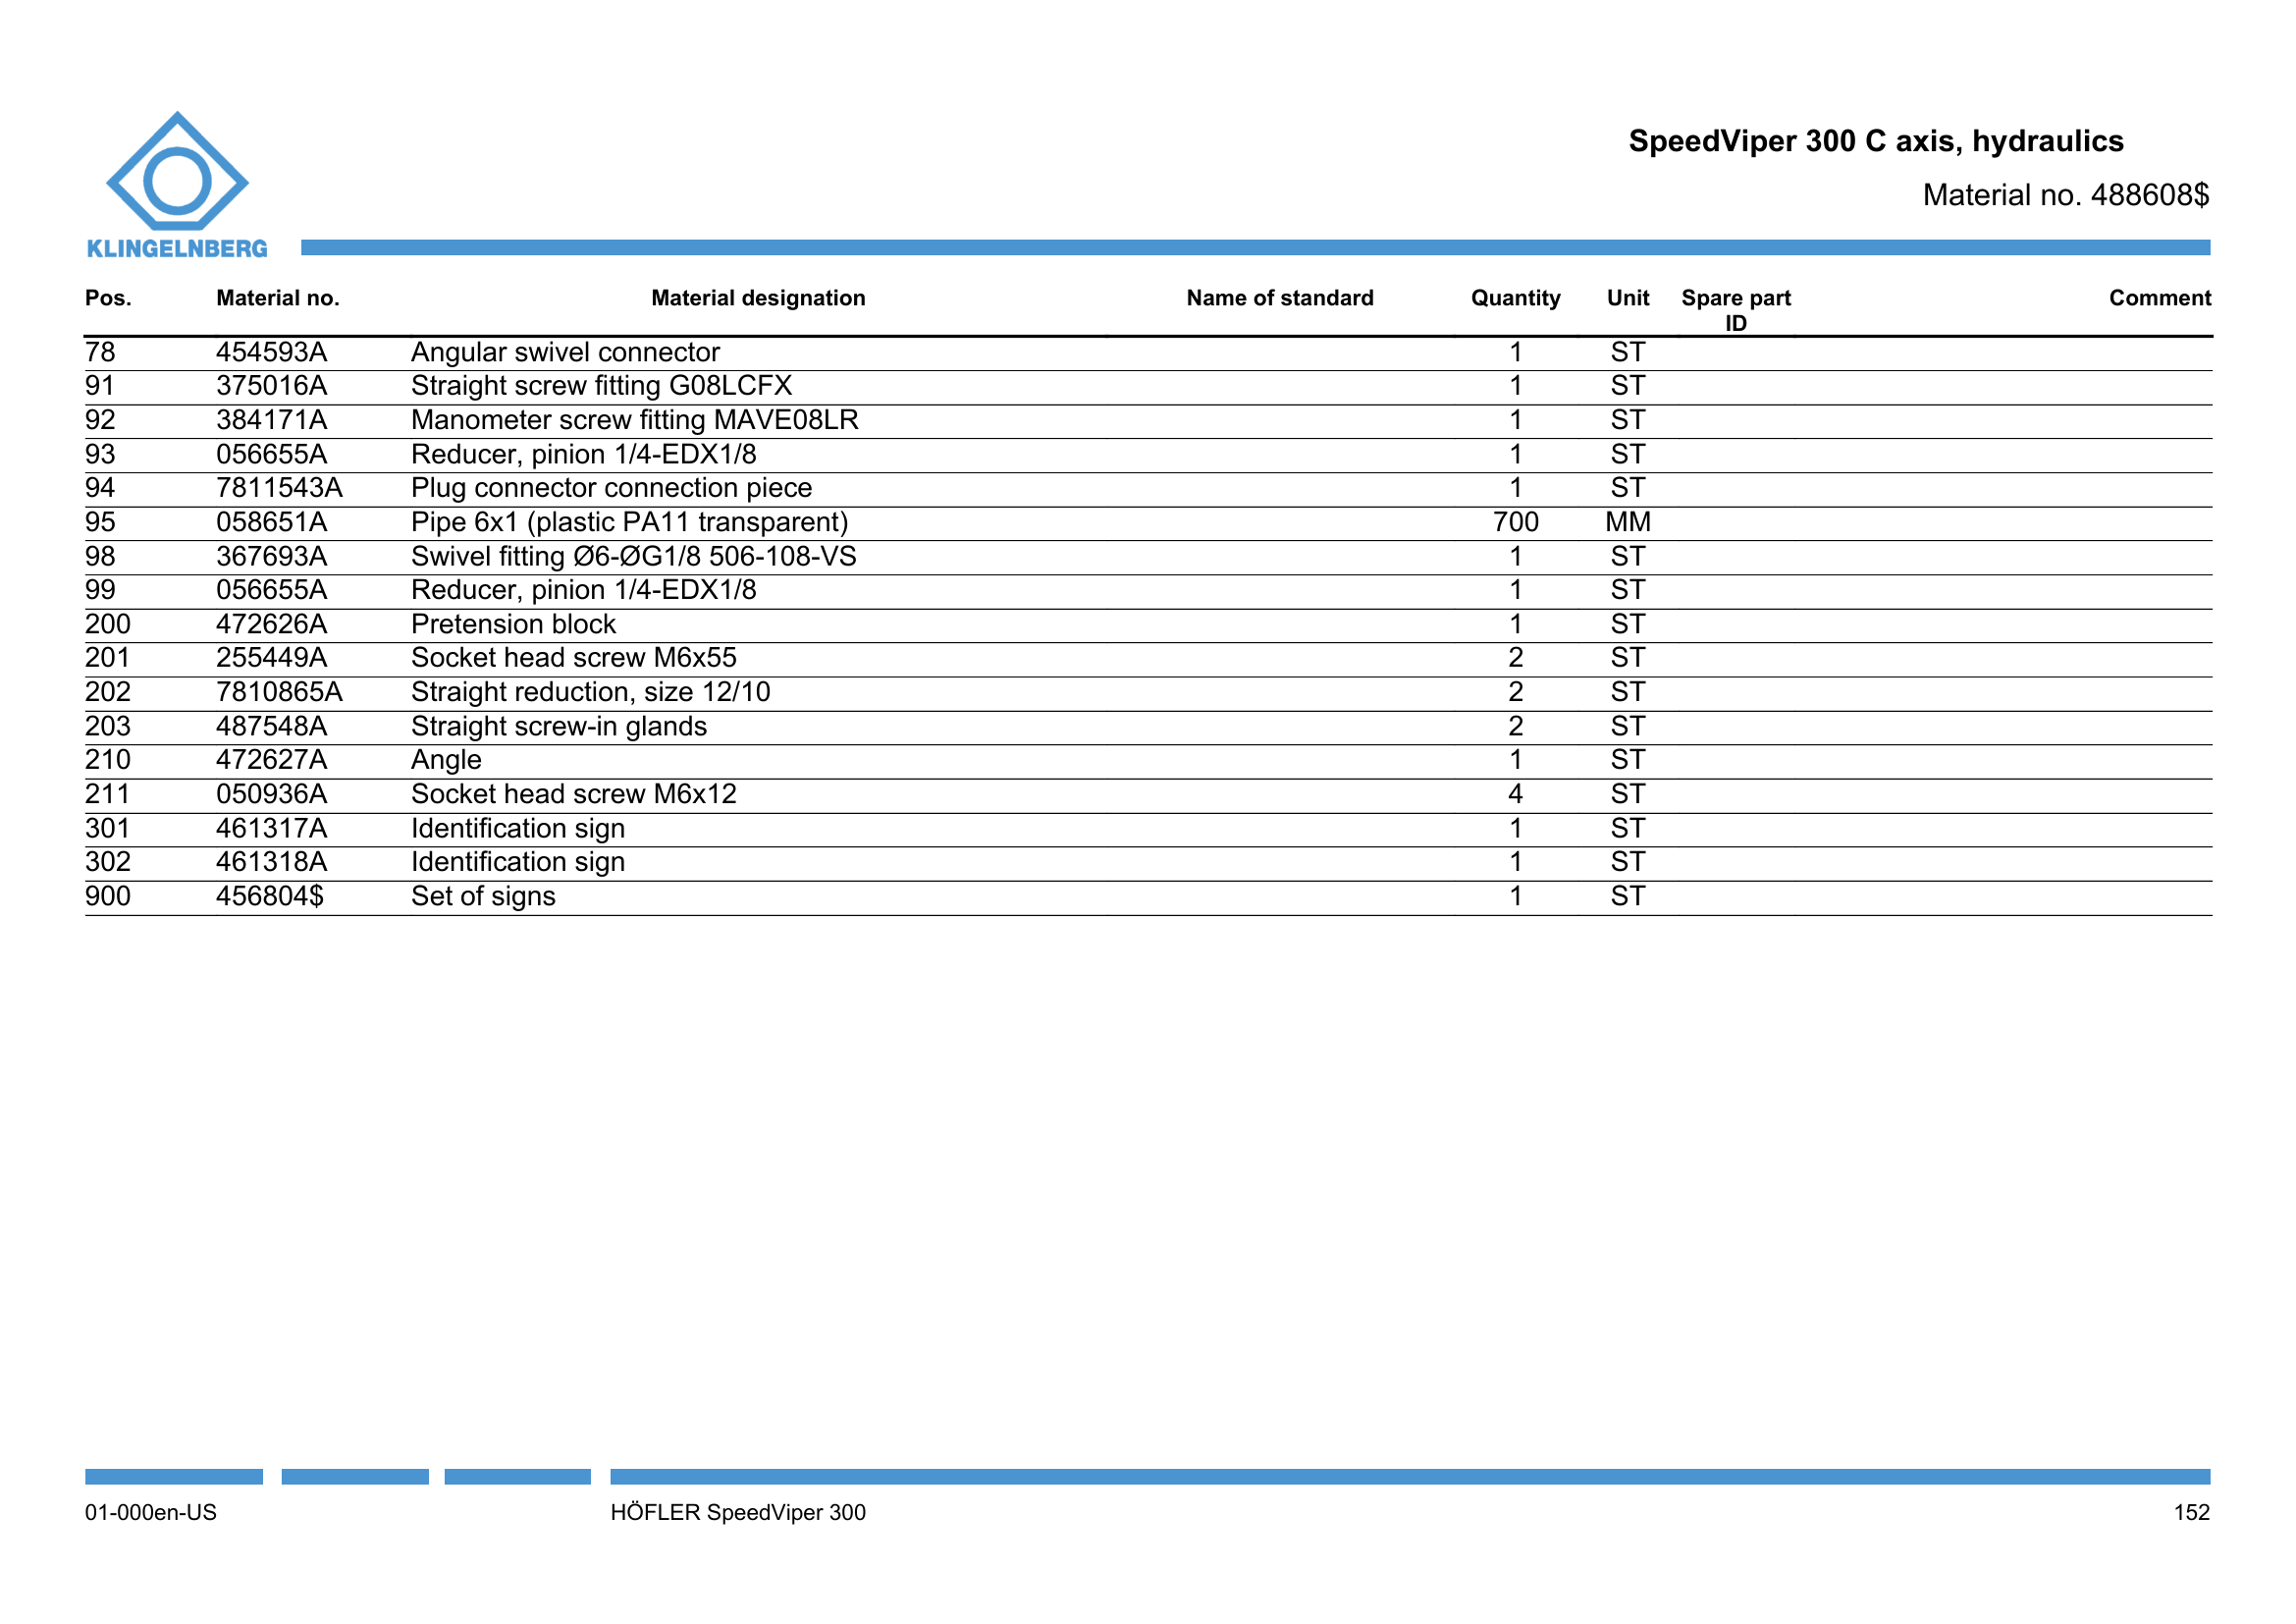 KLINGELNBERG
SpeedViper 300 C axis, hydraulics
Material no. 488608$
Pos. Material no. Material designation Name of standard Quantity Unit Spare part ID Comment
78 454593A Angular swivel connector 1 ST
91 375016A Straight screw fitting G08LCFX 1 ST
92 384171A Manometer screw fitting MAVE08LR 1 ST
93 056655A Reducer, pinion 1/4-EDX1/8 1 ST
94 7811543A Plug connector connection piece 1 ST
95 058651A Pipe 6x1 (plastic PA11 transparent) 700 MM
98 367693A Swivel fitting Ø6-ØG1/8 506-108-VS 1 ST
99 056655A Reducer, pinion 1/4-EDX1/8 1 ST
200 472626A Pretension block 1 ST
201 255449A Socket head screw M6x55 2 ST
202 7810865A Straight reduction, size 12/10 2 ST
203 487548A Straight screw-in glands 2 ST
210 472627A Angle 1 ST
211 050936A Socket head screw M6x12 4 ST
301 461317A Identification sign 1 ST
302 461318A Identification sign 1 ST
900 456804$ Set of signs 1 ST
01-000en-US HÖFLER SpeedViper 300 152